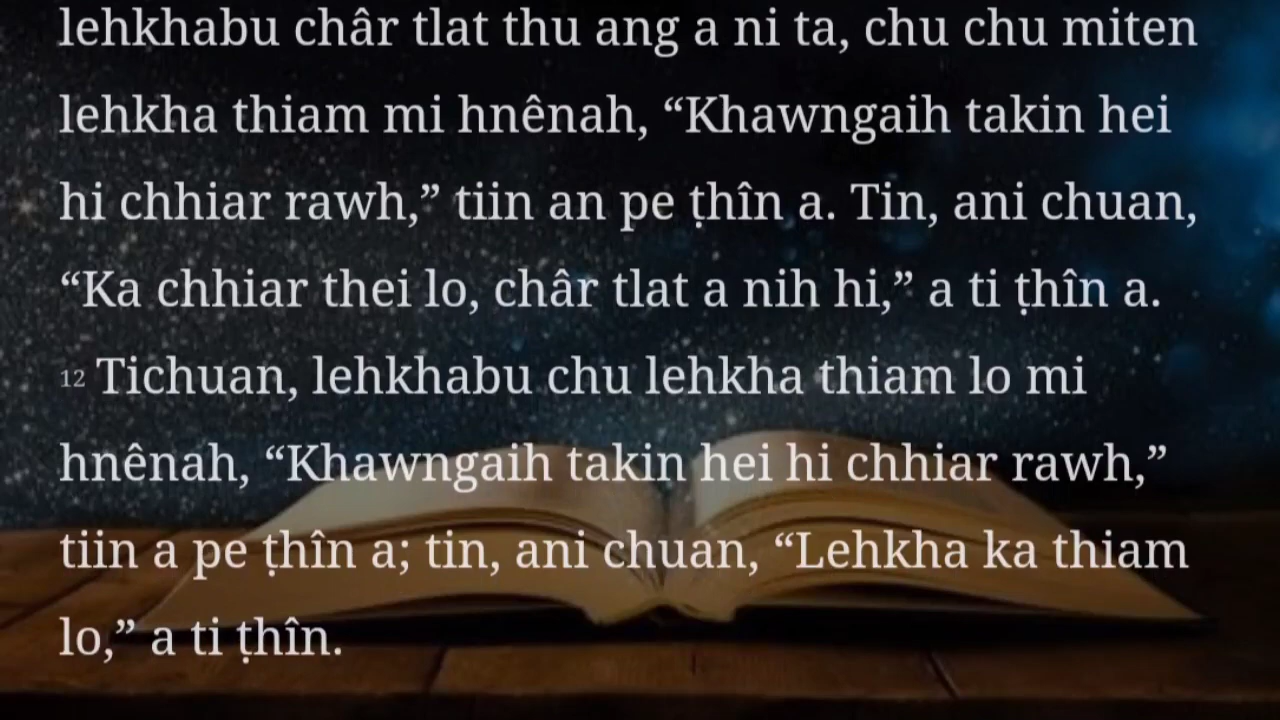 lehkhabu châr tlat thu ang a ni ta, chu chu miten
lehkha thiam mi hnênah, “Khawngaih takin hei
hi chhiar rawh,” tiin an pe ṭhîn a. Tin, ani chuan,
“Ka chhiar thei lo, châr tlat a nih hi,” a ti ṭhîn a.
12 Tichuan, lehkhabu chu lehkha thiam lo mi
hnênah, “Khawngaih takin hei hi chhiar rawh,”
tiin a pe ṭhîn a; tin, ani chuan, “Lehkha ka thiam
lo,” a ti ṭhîn.